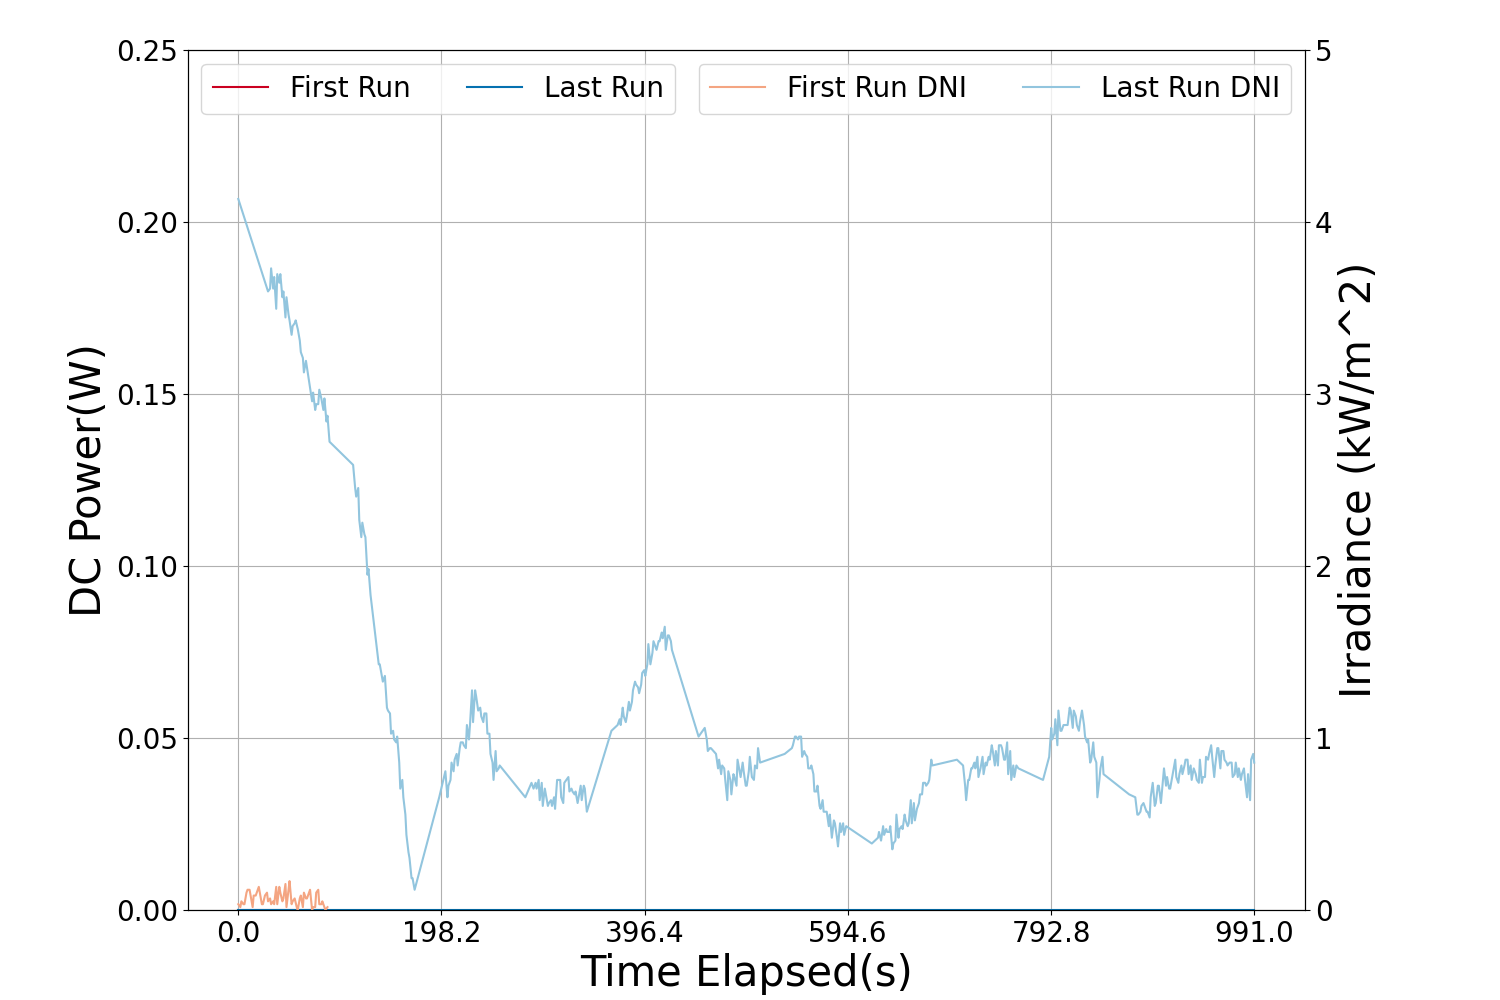 First Run
Last Run
First Run DNI
Last Run DNI
0.25
0.20
0.15
0.10
0.05
0.00
DC Power(W)
5
4
3
2
1
0
Irradiance (kW/m^2)
0.0
198.2
396.4
594.6
792.8
991.0
Time Elapsed(s)